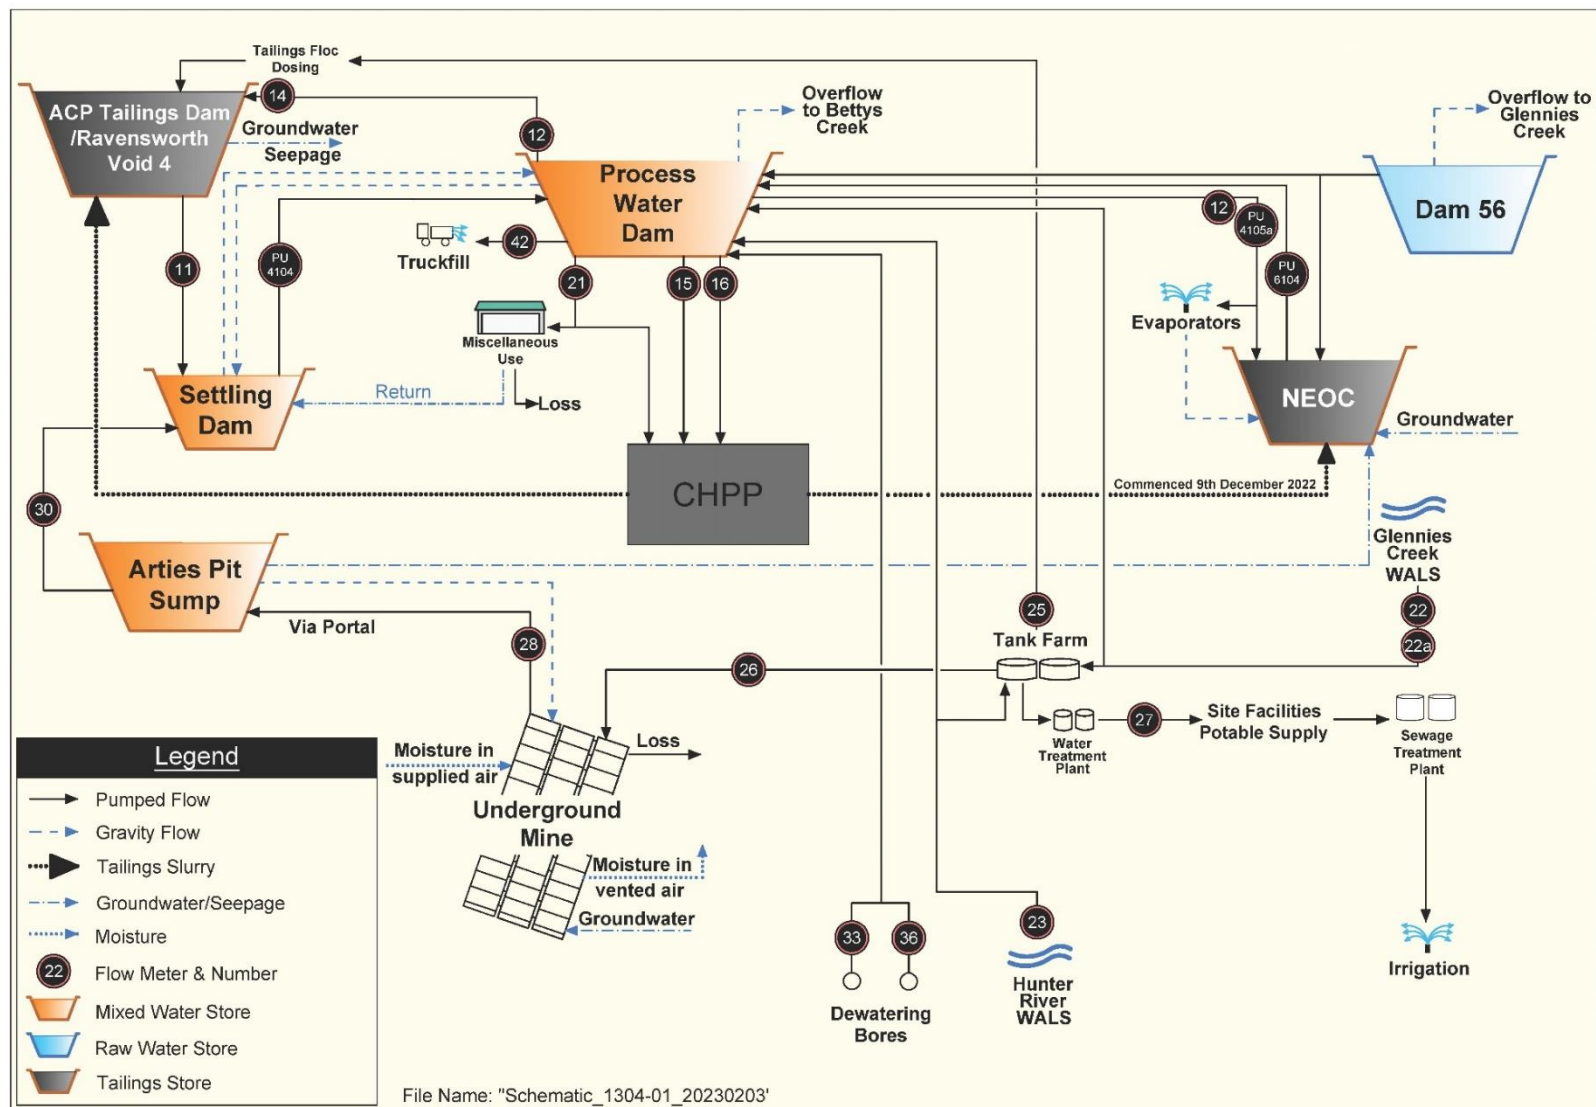 Tailings Floc
Dosing
ACP Tailings Dam
/Ravensworth
Void 4
14
Groundwater
Seepage
12
Overflow
to Bettys
Creek
Overflow to
Glennies
Creek
Process
Water
Dam
Dam 56
12
PU
4105a
PU
6104
11
PU
4104
Truckfill
42
21
15
16
Evaporators
Miscellaneous
Use
Return
Loss
Settling
Dam
NEOC
Groundwater
CHPP
Commenced 9th December 2022
30
Glennies
Creek
WALS
22
22a
Arties Pit
Sump
Via Portal
28
25
Tank Farm
26
27
Water
Treatment
Plant
Site Facilities
Potable Supply
Sewage
Treatment
Plant
Loss
Moisture in
supplied air
Underground
Mine
Moisture in
vented air
Groundwater
33
36
23
Dewatering
Bores
Hunter
River
WALS
Irrigation
Legend
Pumped Flow
Gravity Flow
Tailings Slurry
Groundwater/Seepage
Moisture
22
Flow Meter & Number
Mixed Water Store
Raw Water Store
Tailings Store
File Name: "Schematic_1304-01_20230203'